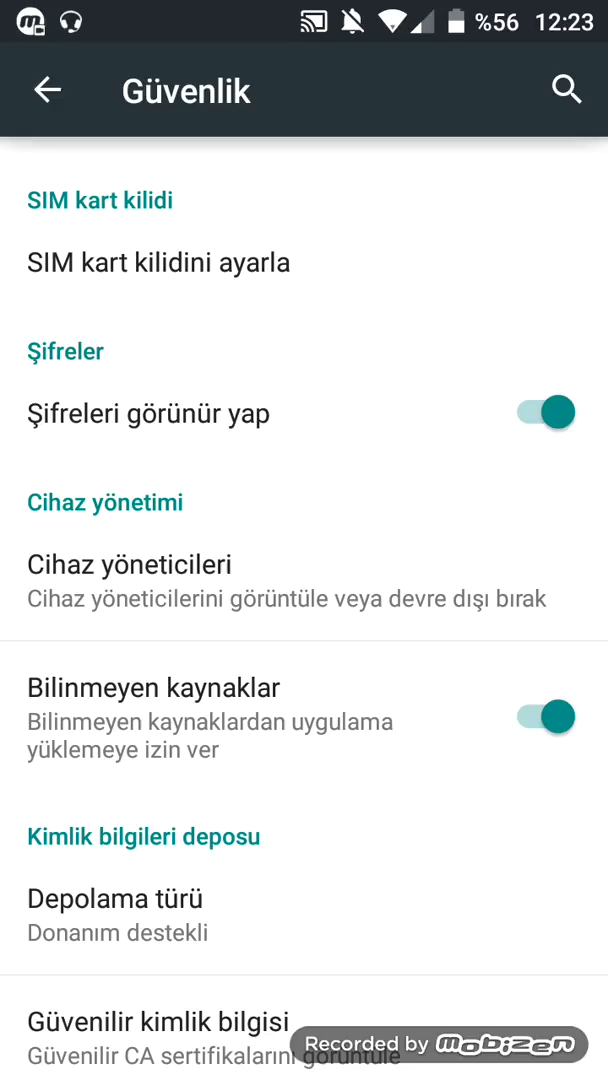 %56 12:23
Güvenlik
SIM kart kilidi
SIM kart kilidini ayarla
Şifreler
Şifreleri görünür yap
Cihaz yönetimi
Cihaz yöneticileri
Cihaz yöneticilerini görüntüle veya devre dışı bırak
Bilinmeyen kaynaklar
Bilinmeyen kaynaklardan uygulama
yüklemeye izin ver
Kimlik bilgileri deposu
Depolama türü
Donanım destekli
Güvenilir kimlik bilgisi
Recorded by mobizen
Güvenilir CA sertifikalarını görüntüle